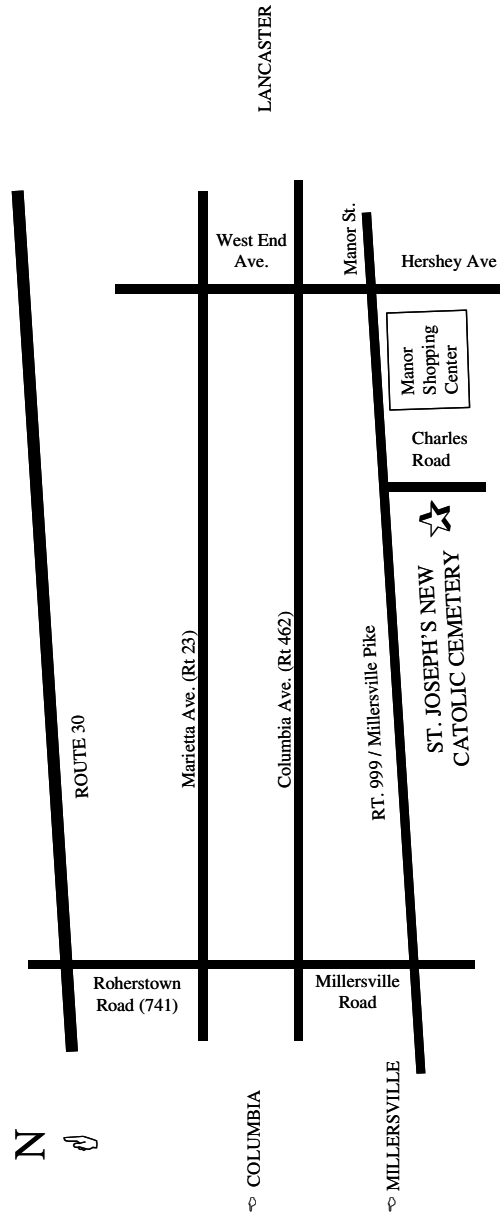 LANCASTER
West End
Ave.
Manor St.
Hershey Ave
Manor
Shopping
Center
Charles
Road
ST. JOSEPH'S NEW
CATOLIC CEMETERY
ROUTE 30
Marietta Ave. (Rt 23)
Columbia Ave. (Rt 462)
RT. 999 / Millersville Pike
Roherstown
Road (741)
Millersville
Road
N
COLUMBIA
MILLERSVILLE